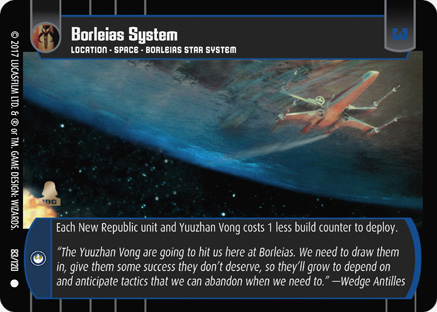 Borleias System
LOCATION - SPACE - BORLEIAS STAR SYSTEM
Each New Republic unit and Yuuzhan Vong costs 1 less build counter to deploy.
"The Yuuzhan Vong are going to hit us here at Borleias. We need to draw them
in, give them some success they don't deserve, so they'll grow to depend on
and anticipate tactics that we can abandon when we need to." —Wedge Antilles
© 2017 LUCASFILM LTD. & ® or TM. GAME DESIGN: WIZARDS.